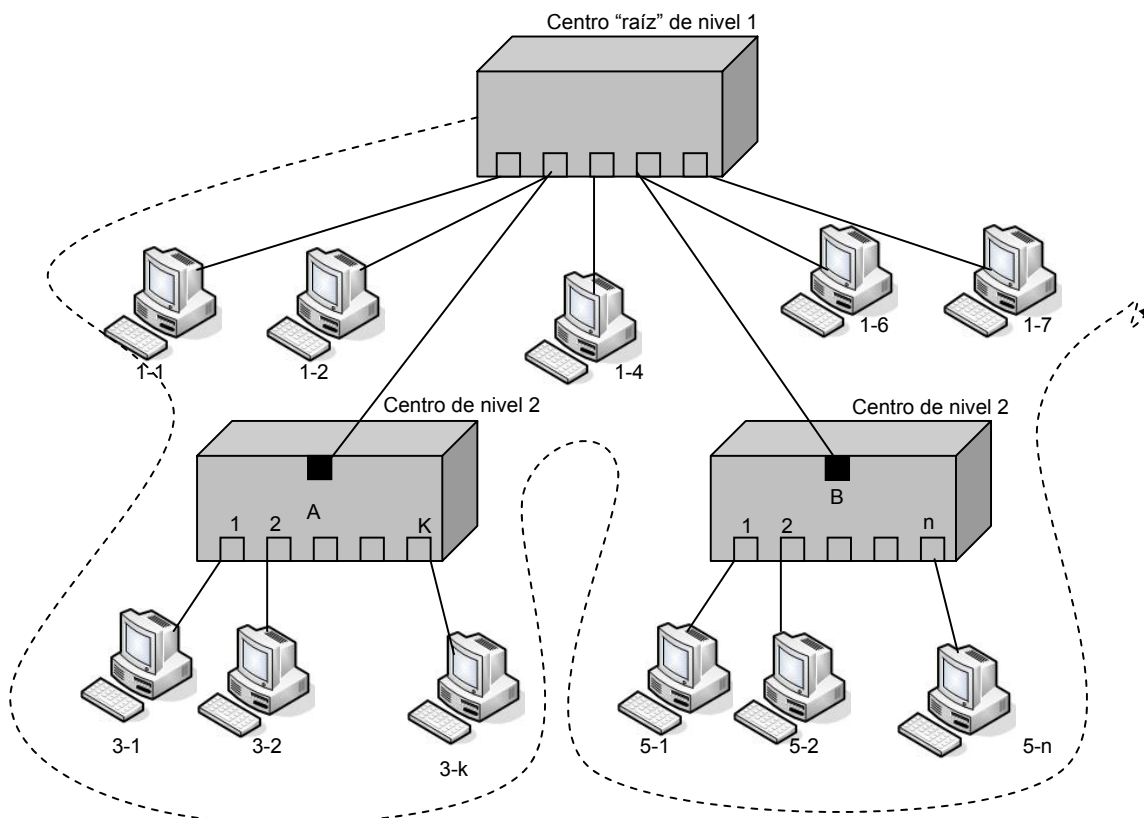 Centro “raíz” de nivel 1
1-1
1-2
1-4
1-6
1-7
Centro de nivel 2
Centro de nivel 2
A
1
2
K
B
1
2
n
3-1
3-2
3-k
5-1
5-2
5-n